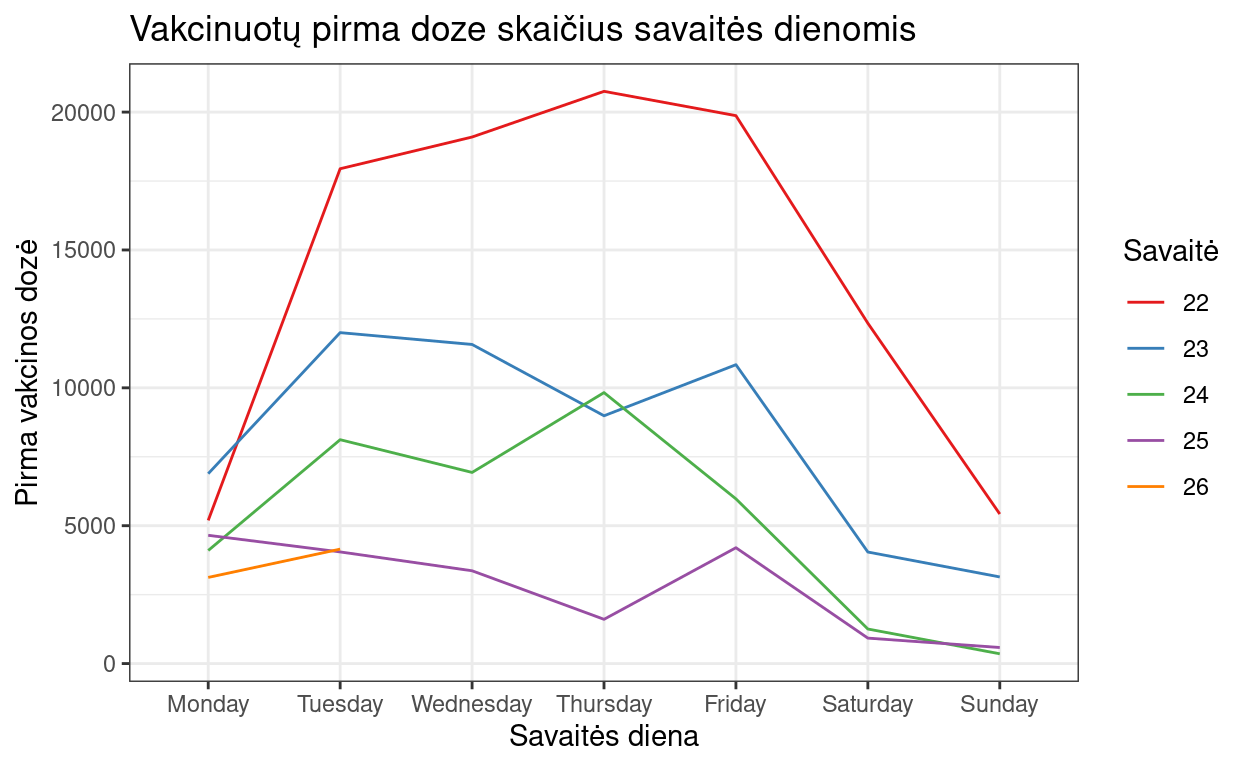 Vakcinuotų pirma doze skaičius savaitės dienomis
Pirma vakcinos dozė
20000
15000
10000
5000
0
Monday Tuesday Wednesday Thursday Friday Saturday Sunday
Savaitės diena
Savaitė
22
23
24
25
26